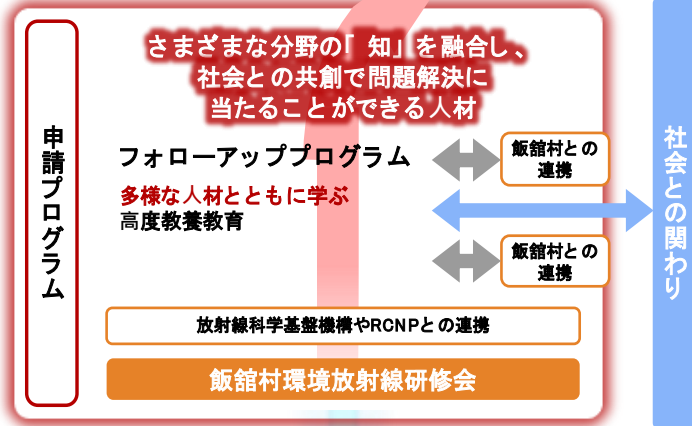 さまざまな分野の「知」を融合し、
社会との共創で問題解決に
当たることができる人材
申請プログラム
フォローアッププログラム
多様な人材とともに学ぶ
高度教養教育
飯舘村との
連携
飯舘村との
連携
社会との関わり
放射線科学基盤機構やRCNPとの連携
飯舘村環境放射線研修会